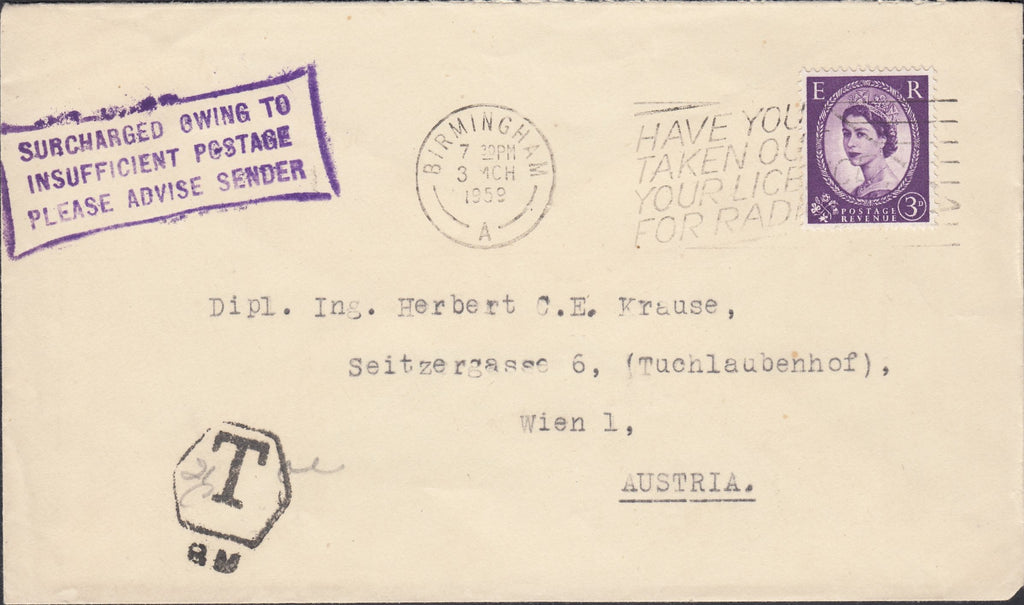 SURCHARGED OWING TO
INSUFFICIENT POSTAGE
PLEASE ADVISE SENDER
BIRMINGHAM
7 30PM
3 MCH
1959
A
HAVE YOU
TAKEN OU
YOUR LICE
FOR RADI
E R
POSTAGE
REVENUE
3D
Dipl. Ing. Herbert C.E. Krause,
Seitzergasse 6, (Tuchlaubenhof),
Wien 1,
AUSTRIA.
T
BM